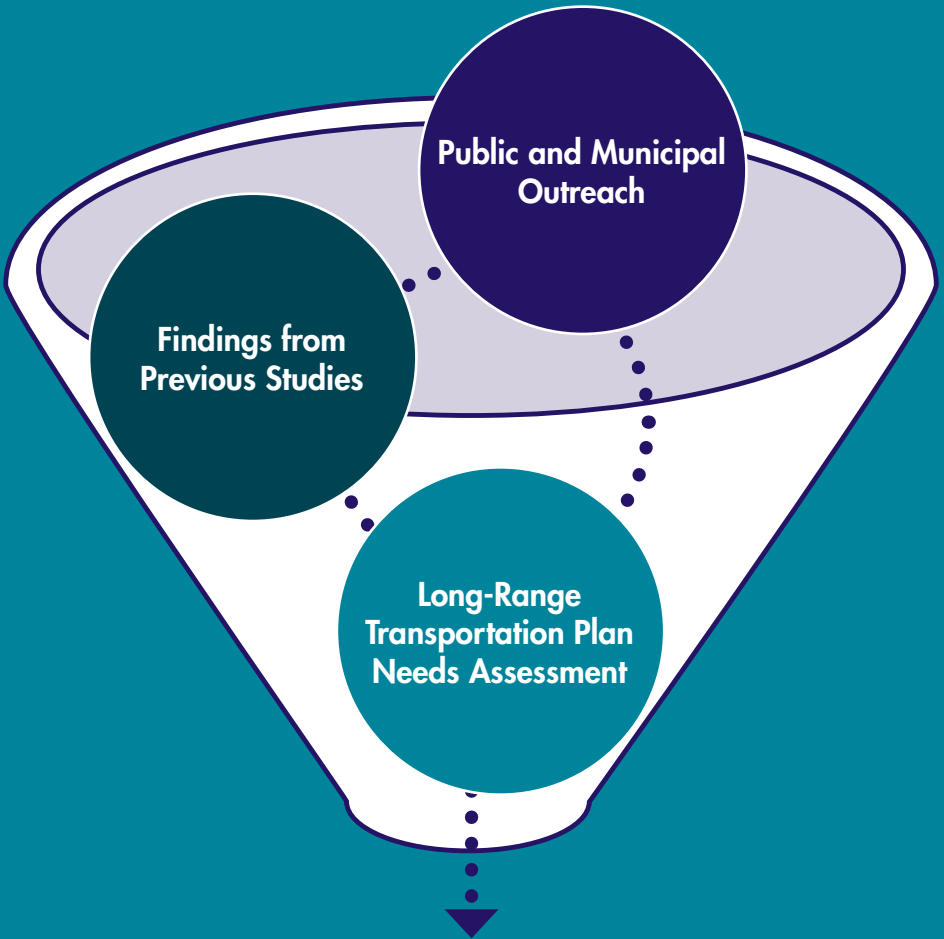 Public and Municipal
Outreach
Findings from
Previous Studies
Long-Range
Transportation Plan
Needs Assessment